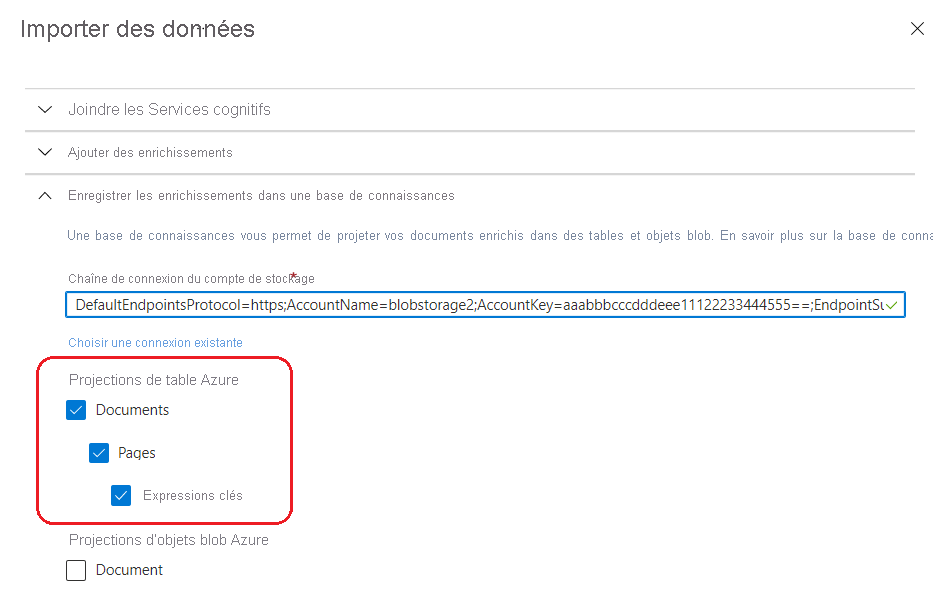 Importer des données
Joindre les Services cognitifs
Ajouter des enrichissements
Enregistrer les enrichissements dans une base de connaissances
Une base de connaissances vous permet de projeter vos documents enrichis dans des tables et objets blob. En savoir plus sur la base de conna
Chaîne de connexion du compte de stockage *
DefaultEndpointsProtocol=https;AccountName=blobstorage2;AccountKey=aaabbbcccdddeee11122233444555==;EndpointSu
Choisir une connexion existante
Projections de table Azure
Documents
Pages
Expressions clés
Projections d'objets blob Azure
Document